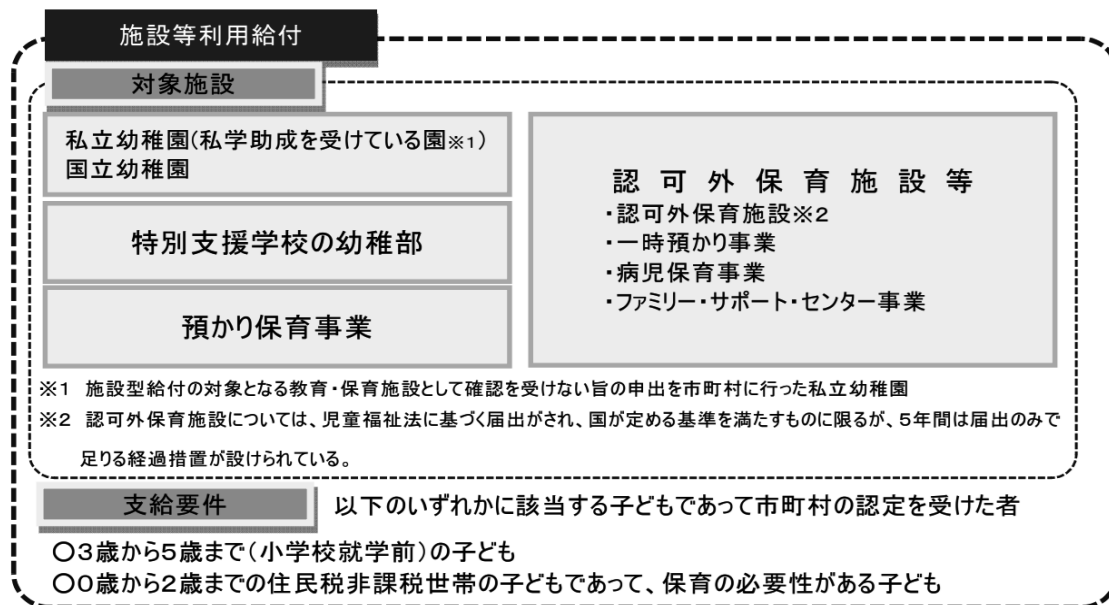 施設等利用給付
対象施設
私立幼稚園(私学助成を受けている園※1)
国立幼稚園
特別支援学校の幼稚部
預かり保育事業
認可外保育施設等
・認可外保育施設※2
・一時預かり事業
・病児保育事業
・ファミリー・サポート・センター事業
※1 施設型給付の対象となる教育・保育施設として確認を受けない旨の申出を市町村に行った私立幼稚園
※2 認可外保育施設については、児童福祉法に基づく届出がされ、国が定める基準を満たすものに限るが、5年間は届出のみで
足りる経過措置が設けられている。
支給要件
以下のいずれかに該当する子どもであって市町村の認定を受けた者
○3歳から5歳まで(小学校就学前)の子ども
○0歳から2歳までの住民税非課税世帯の子どもであって、保育の必要性がある子ども